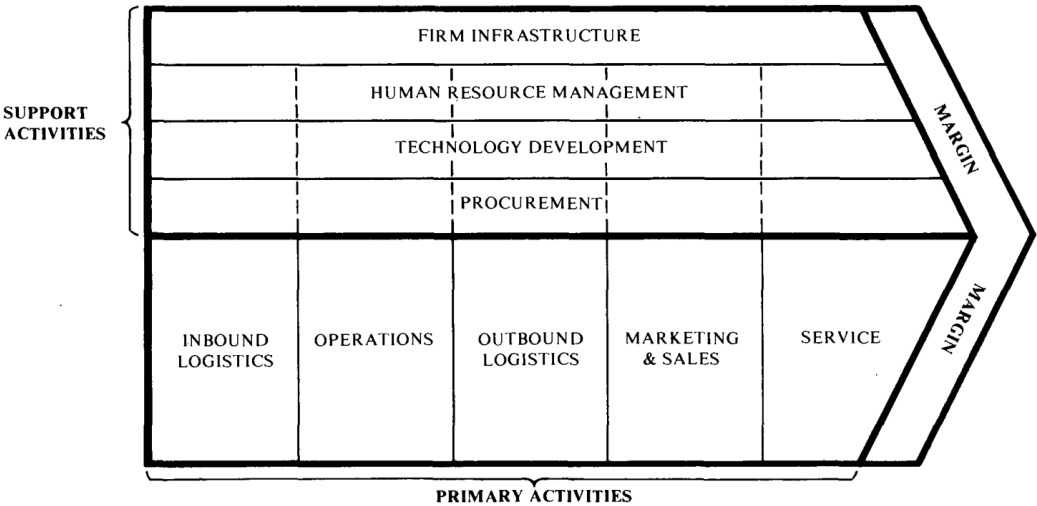 FIRM INFRASTRUCTURE
HUMAN RESOURCE MANAGEMENT
SUPPORT
ACTIVITIES
TECHNOLOGY DEVELOPMENT
PROCUREMENT
MARGIN
MARGIN
INBOUND
LOGISTICS
OPERATIONS
OUTBOUND
LOGISTICS
MARKETING
& SALES
SERVICE
PRIMARY ACTIVITIES